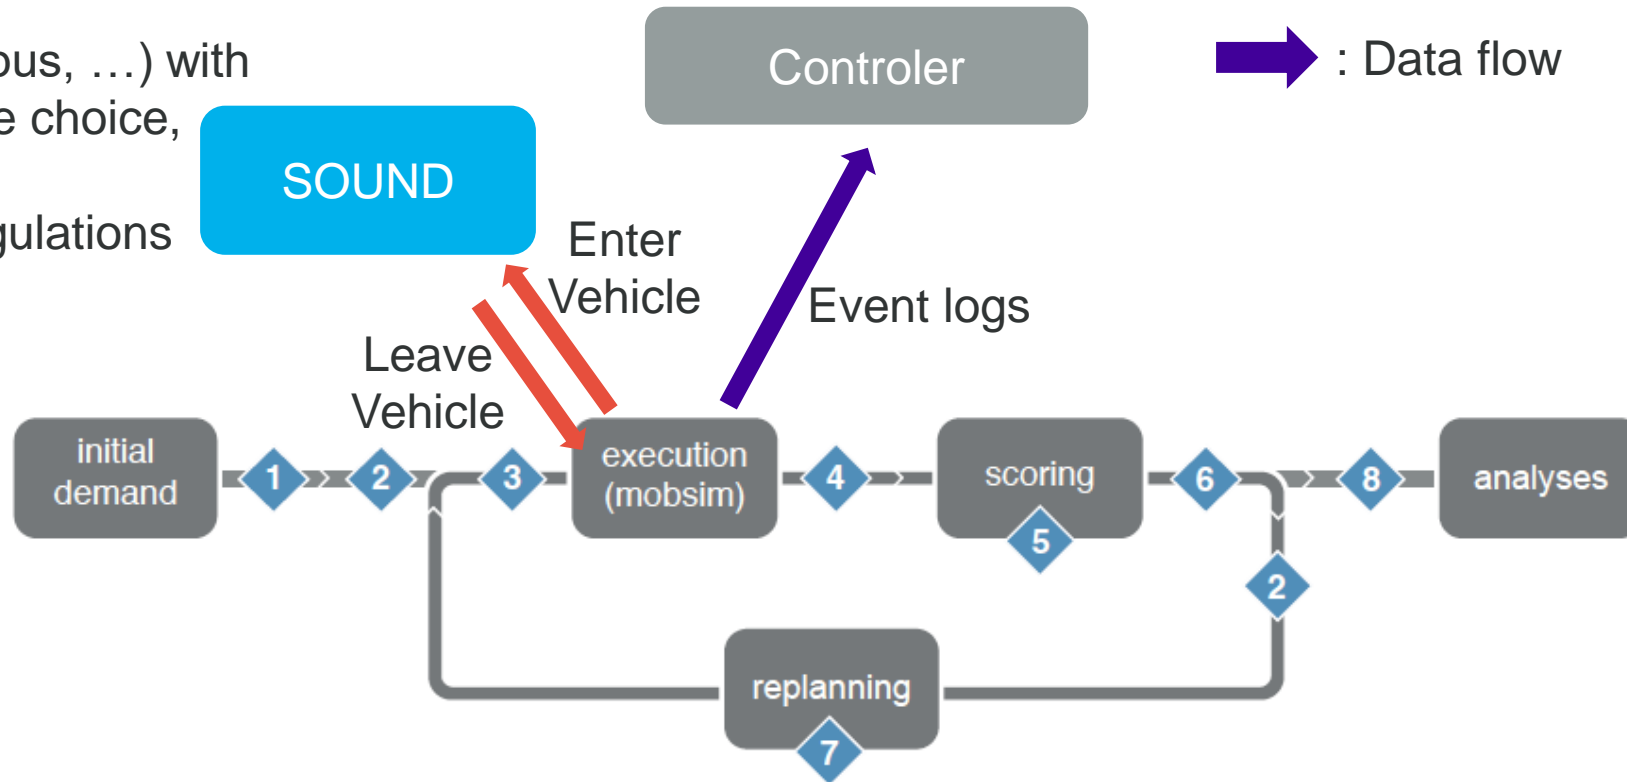 ous, …) with
e choice,
gulations
SOUND
Controler
: Data flow
Enter
Vehicle
Event logs
Leave
Vehicle
initial
demand
1
2
3
execution
(mobsim)
4
scoring
5
6
8
analyses
2
replanning
7